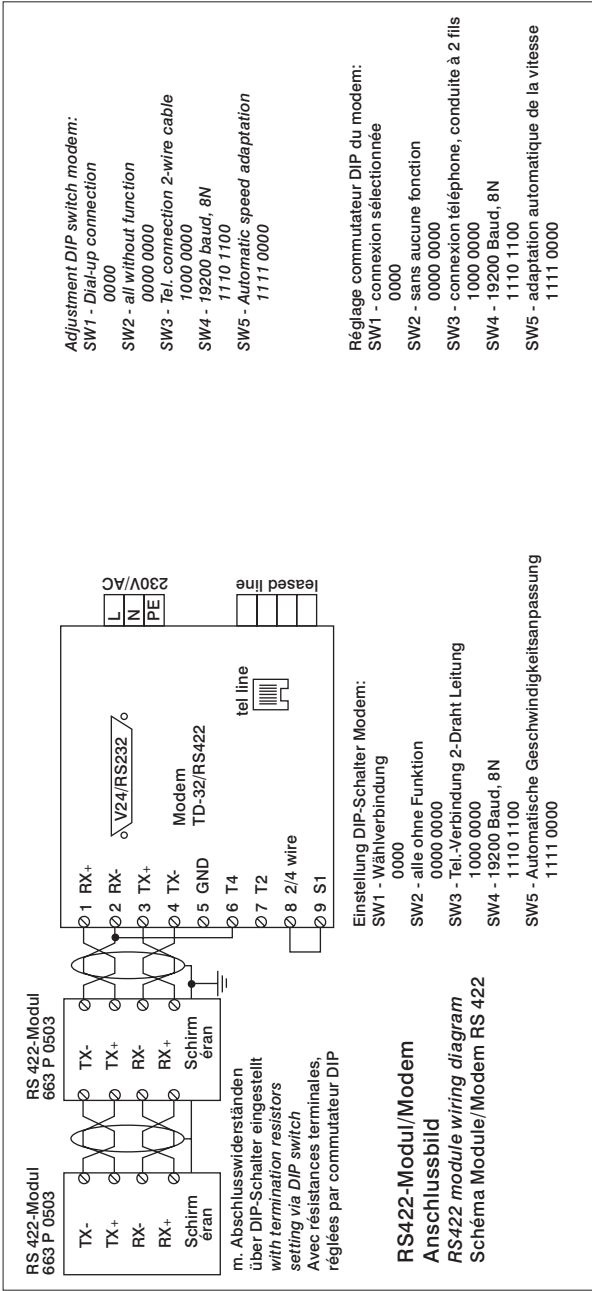 RS 422-Modul
663 P 0503
TX-
TX+
RX-
RX+
Schirm
éran
RS 422-Modul
663 P 0503
TX-
TX+
RX-
RX+
Schirm
éran
1 RX+
2 RX-
3 TX+
4 TX-
5 GND
6 T4
7 T2
8 2/4 wire
9 S1
V24/RS232
Modem
TD-32/RS422
tel line
L
N
PE
230V/AC
leased line
m. Abschlusswiderständen
über DIP-Schalter eingestellt
with termination resistors
setting via DIP switch
Avec résistances terminales,
réglées par commutateur DIP
RS422-Modul/Modem
Anschlussbild
RS422 module wiring diagram
Schéma Module/Modem RS 422
Einstellung DIP-Schalter Modem:
SW1 - Wählverbindung
0000
SW2 - alle ohne Funktion
0000 0000
SW3 - Tel.-Verbindung 2-Draht Leitung
1000 0000
SW4 - 19200 Baud, 8N
1110 1100
SW5 - Automatische Geschwindigkeitsanpassung
1111 0000
Adjustment DIP switch modem:
SW1 - Dial-up connection
0000
SW2 - all without function
0000 0000
SW3 - Tel. connection 2-wire cable
1000 0000
SW4 - 19200 baud, 8N
1110 1100
SW5 - Automatic speed adaptation
1111 0000
Réglage commutateur DIP du modem:
SW1 - connexion sélectionnée
0000
SW2 - sans aucune fonction
0000 0000
SW3 - connexion téléphone, conduite à 2 fils
1000 0000
SW4 - 19200 Baud, 8N
1110 1100
SW5 - adaptation automatique de la vitesse
1111 0000